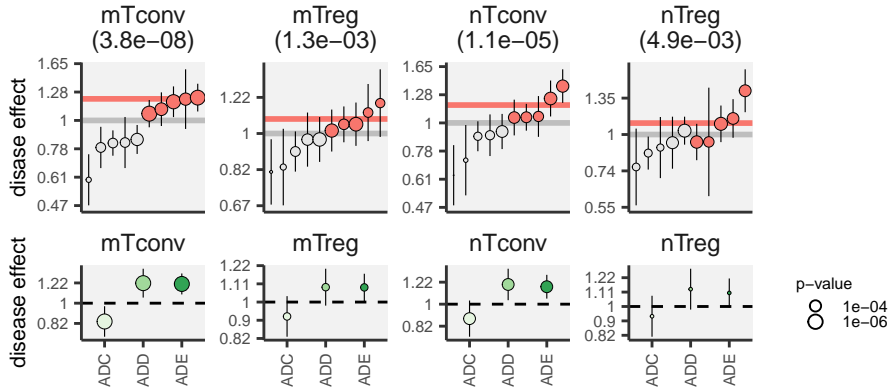 mTconv
(3.8e−08)
mTreg
(1.3e−03)
nTconv
(1.1e−05)
nTreg
(4.9e−03)
disase effect
1.65
1.28
1
0.78
0.61
0.47
1.22
1
0.82
0.67
1.65
1.28
1
0.78
0.61
0.47
1.35
1
0.74
0.55
mTconv
mTreg
nTconv
nTreg
disease effect
1.22
1
0.82
1.22
1.11
1
0.9
0.82
1.22
1
0.82
1.22
1.11
1
0.9
0.82
ADC
ADD
ADE
ADC
ADD
ADE
ADC
ADD
ADE
ADC
ADD
ADE
p−value
1e−04
1e−06